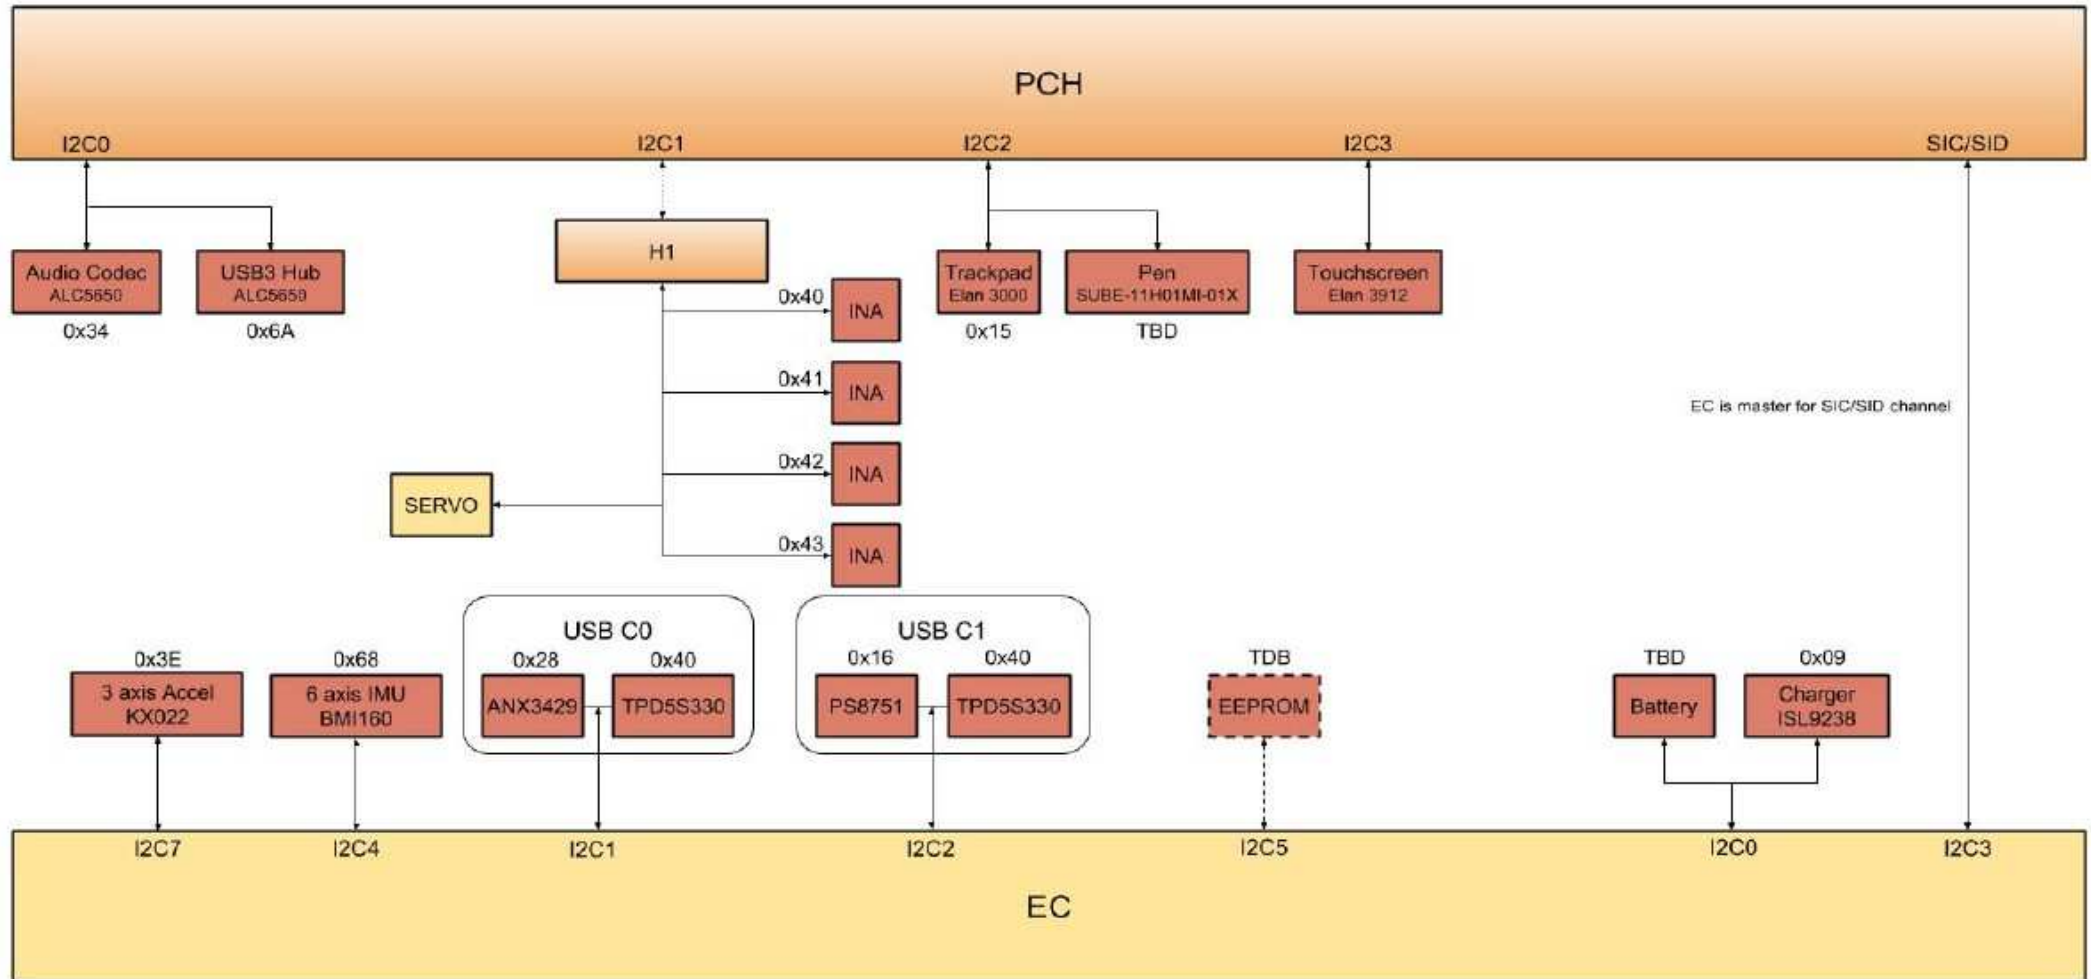 PCH
I2C0
I2C1
I2C2
I2C3
SIC/SID
Audio Codec
ALC5650
0x34
USB3 Hub
ALC5659
0x6A
H1
0x40
INA
0x41
INA
0x42
INA
0x43
INA
SERVO
Trackpad
Elan 3000
0x15
Pen
SUBE-11H01MI-01X
TBD
Touchscreen
Elan 3912
EC is master for SIC/SID channel
0x3E
3 axis Accel
KX022
0x68
6 axis IMU
BMI160
USB C0
0x28
ANX3429
0x40
TPD5S330
USB C1
0x16
PS8751
0x40
TPD5S330
TDB
EEPROM
TBD
Battery
0x09
Charger
ISL9238
I2C7
I2C4
I2C1
I2C2
I2C5
I2C0
I2C3
EC